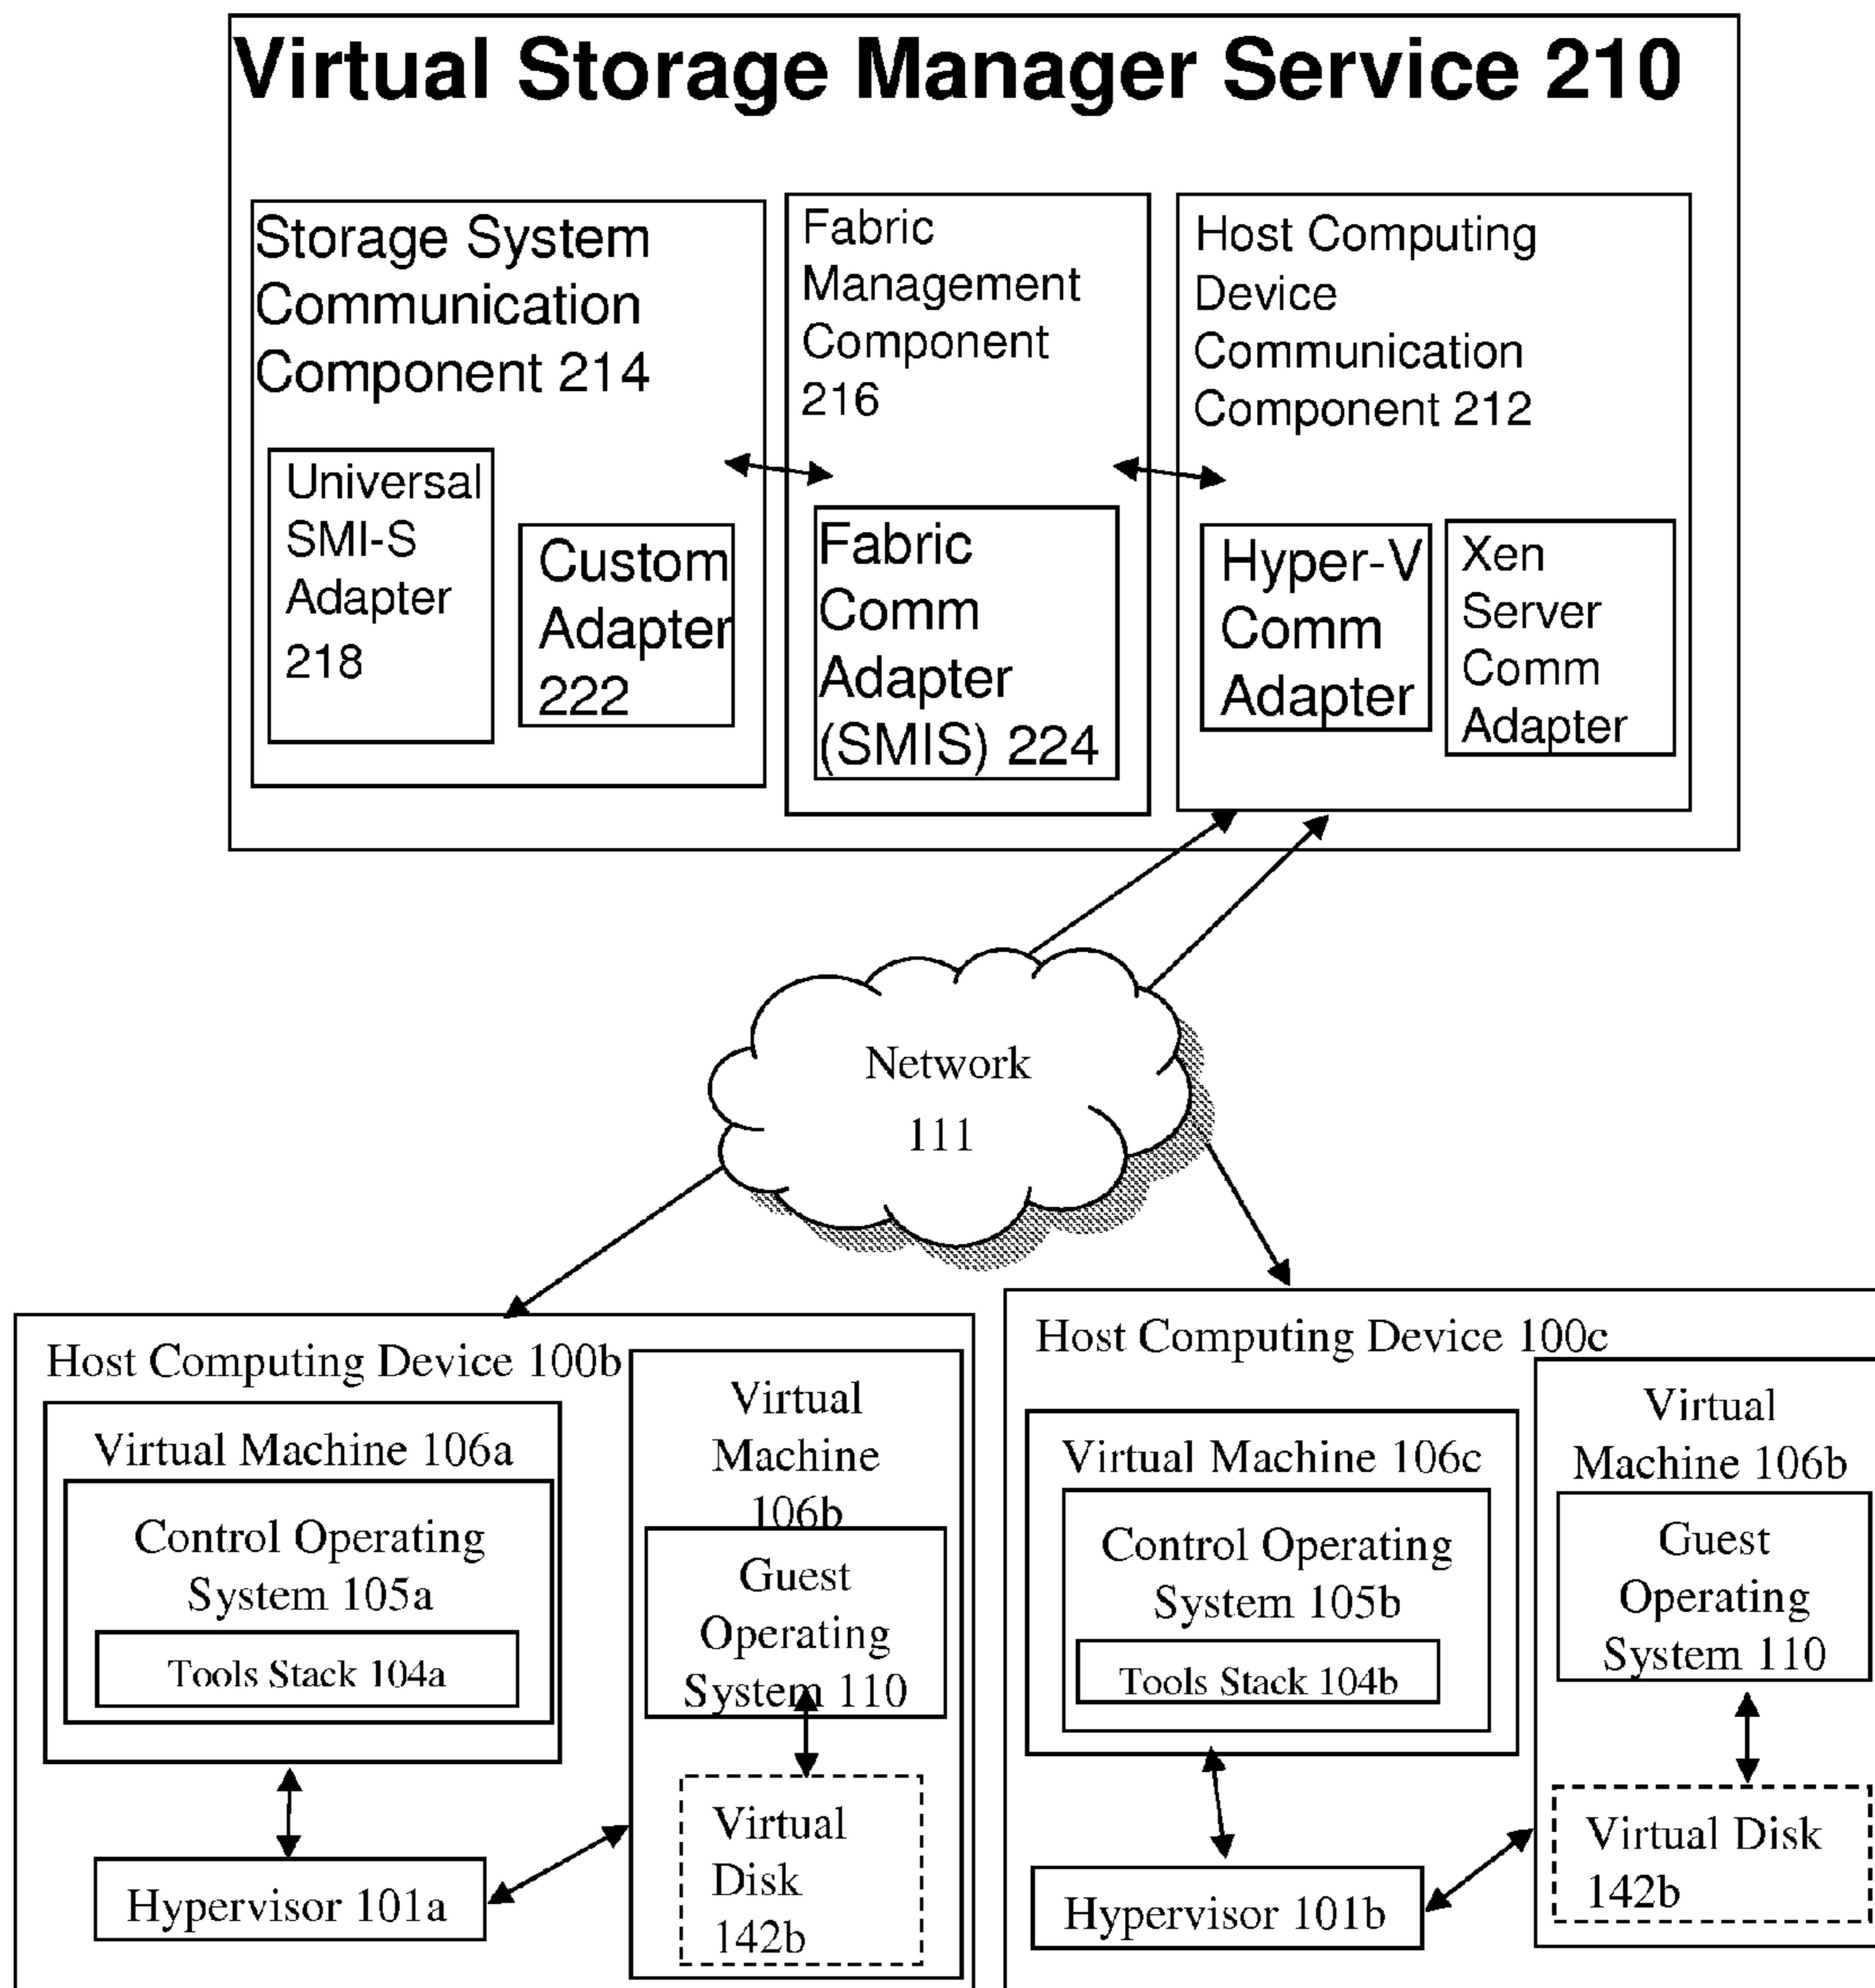 Virtual Storage Manager Service 210
Storage System
Communication
Component 214
Universal
SMI-S
Adapter
218
Custom
Adapter
222
Fabric
Management
Component
216
Fabric
Comm
Adapter
(SMIS) 224
Host Computing
Device
Communication
Component 212
Hyper-V
Comm
Adapter
Xen
Server
Comm
Adapter
Network
111
Host Computing Device 100b
Virtual Machine 106a
Control Operating
System 105a
Tools Stack 104a
Hypervisor 101a
Virtual
Machine
106b
Guest
Operating
System 110
Virtual
Disk
142b
Host Computing Device 100c
Virtual Machine 106c
Control Operating
System 105b
Tools Stack 104b
Hypervisor 101b
Virtual
Machine 106b
Guest
Operating
System 110
Virtual Disk
142b